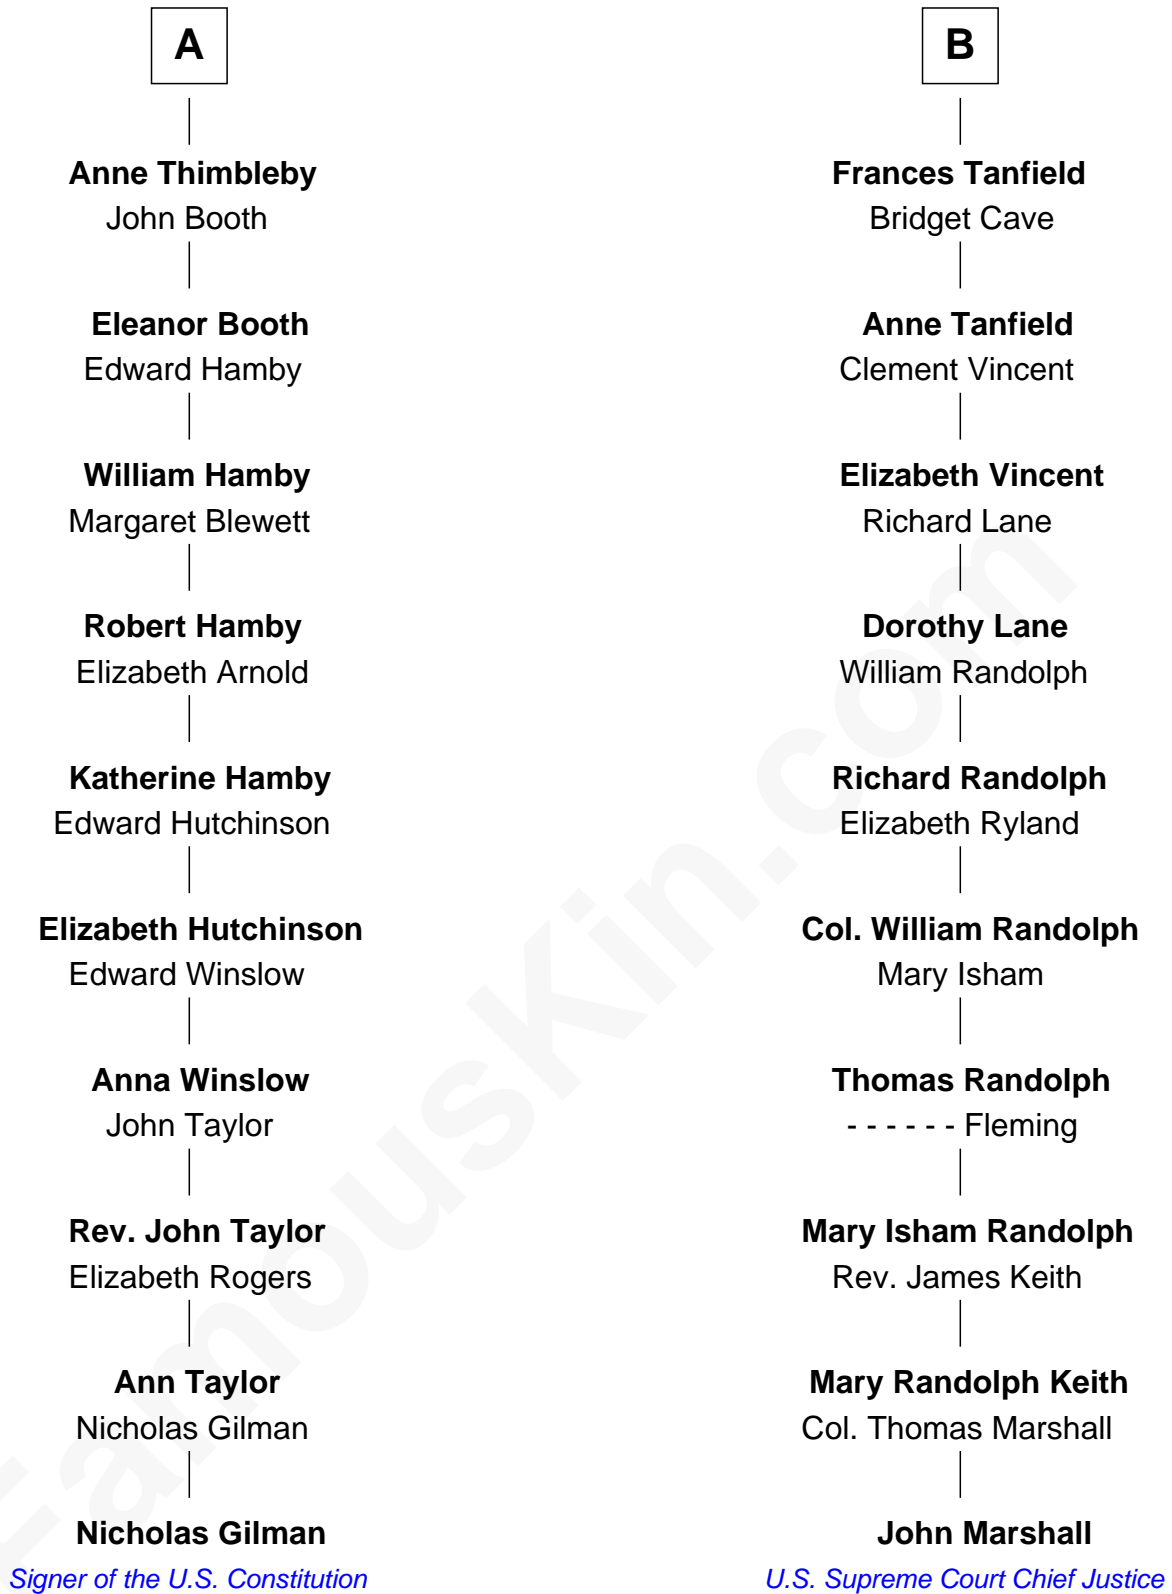 A
Anne Thimbleby
John Booth
Eleanor Booth
Edward Hamby
William Hamby
Margaret Blewett
Robert Hamby
Elizabeth Arnold
Katherine Hamby
Edward Hutchinson
Elizabeth Hutchinson
Edward Winslow
Anna Winslow
John Taylor
Rev. John Taylor
Elizabeth Rogers
Ann Taylor
Nicholas Gilman
Nicholas Gilman
Signer of the U.S. Constitution
B
Frances Tanfield
Bridget Cave
Anne Tanfield
Clement Vincent
Elizabeth Vincent
Richard Lane
Dorothy Lane
William Randolph
Richard Randolph
Elizabeth Ryland
Col. William Randolph
Mary Isham
Thomas Randolph
- - - - - - Fleming
Mary Isham Randolph
Rev. James Keith
Mary Randolph Keith
Col. Thomas Marshall
John Marshall
U.S. Supreme Court Chief Justice
FamousKin.com